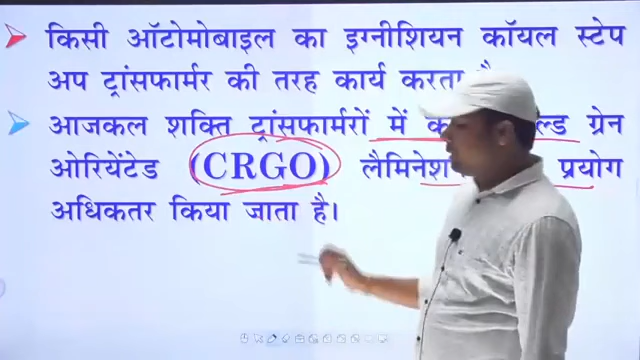 किसी ऑटोमोबाइल का इग्नीशियन कॉयल स्टेप
अप ट्रांसफार्मर की तरह कार्य करता
आजकल शक्ति ट्रांसफार्मरों में ग्रेन
ओरियेंटेड (CRGO) प्रयोग
अधिकतर किया जाता है।